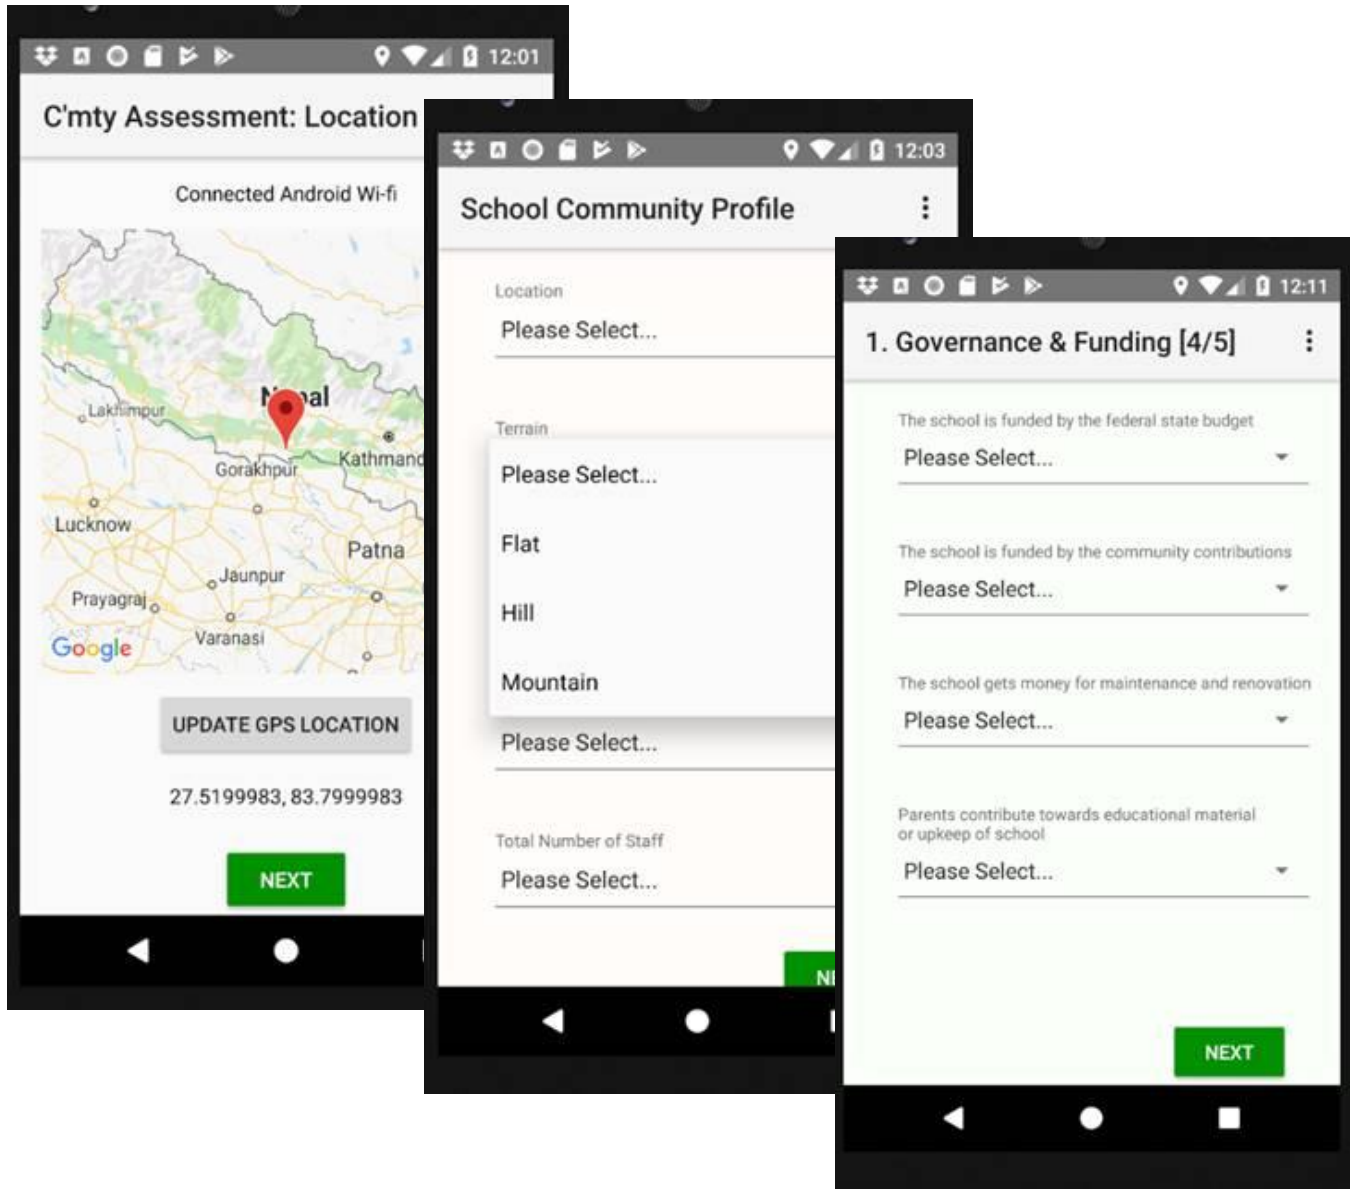 12:01
C'mty Assessment: Location
Connected Android Wi-fi
Nepal
Lakhimpur
Gorakhpur
Kathmand
Lucknow
Patna
Jaunpur
Prayagraj
Varanasi
Google
UPDATE GPS LOCATION
27.5199983, 83.7999983
NEXT
12:03
School Community Profile
Location
Please Select...
Terrain
Please Select...
Flat
Hill
Mountain
Please Select...
Total Number of Staff
Please Select...
12:11
1. Governance & Funding [4/5]
The school is funded by the federal state budget
Please Select...
The school is funded by the community contributions
Please Select...
The school gets money for maintenance and renovation
Please Select...
Parents contribute towards educational material
or upkeep of school
Please Select...
NEXT